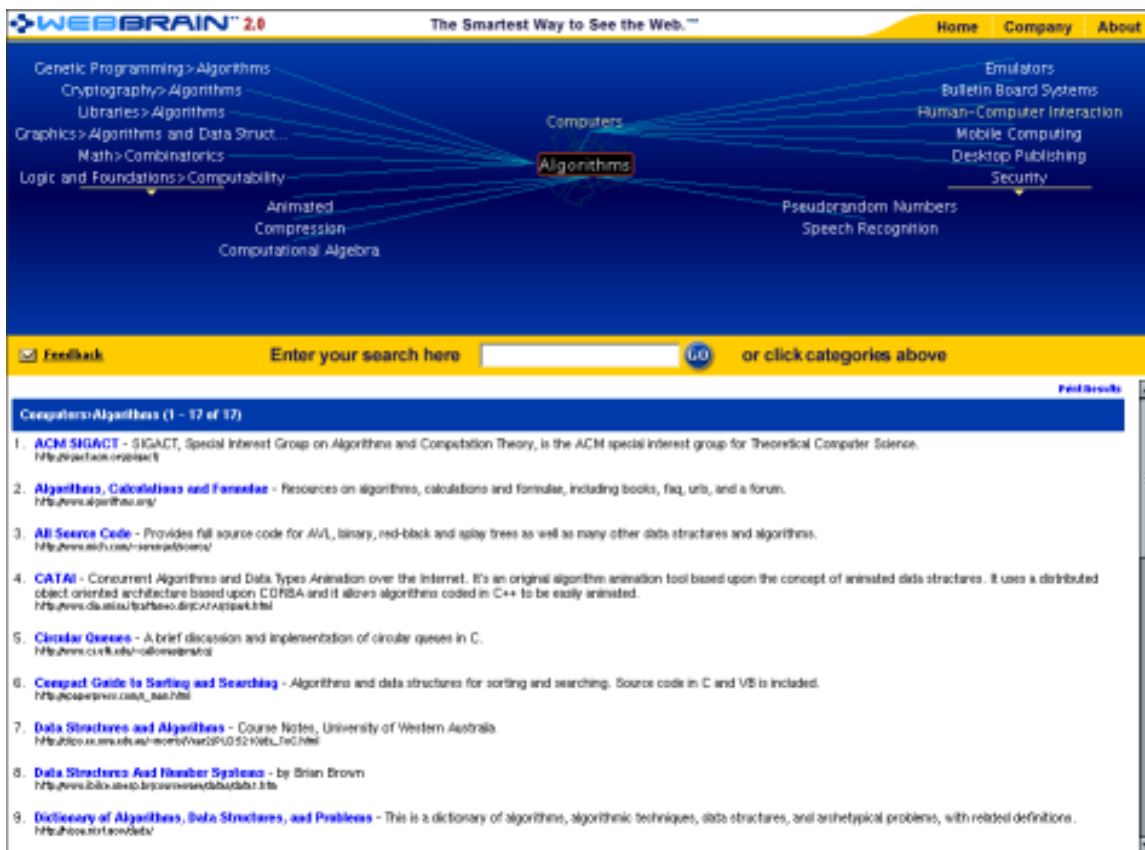 WEBBRAIN™ 2.0
The Smartest Way to See the Web.™
Home Company About
Genetic Programming>Algorithms
Cryptography>Algorithms
Libraries>Algorithms
Graphics>Algorithms and Data Struct...
Math>Combinatorics
Logic and Foundations>Computability
Animated
Compression
Computational Algebra
Computers
Algorithms
Emulators
Bulletin Board Systems
Human-Computer Interaction
Mobile Computing
Desktop Publishing
Security
Pseudorandom Numbers
Speech Recognition
Feedback
Enter your search here GO or click categories above
Print Results
Computers>Algorithms (1 - 17 of 17)
1. ACM SIGACT - SIGACT, Special Interest Group on Algorithms and Computation Theory, is the ACM special interest group for Theoretical Computer Science.
2. Algorithms, Calculations and Formulae - Resources on algorithms, calculations and formulae, including books, faq, urls, and a forum.
3. All Source Code - Provides full source code for AVL, binary, red-black and splay trees as well as many other data structures and algorithms.
4. CATAI - Concurrent Algorithms and Data Types Animation over the Internet. It's an original algorithm animation tool based upon the concept of animated data structures. It uses a distributed
object oriented architecture based upon CORBA and it allows algorithms coded in C++ to be easily animated.
5. Circular Queues - A brief discussion and implementation of circular queues in C.
6. Compact Guide to Sorting and Searching - Algorithms and data structures for sorting and searching. Source code in C and VB is included.
7. Data Structures and Algorithms - Course Notes, University of Western Australia
8. Data Structures And Number Systems - by Brian Brown
9. Dictionary of Algorithms, Data Structures, and Problems - This is a dictionary of algorithms, algorithmic techniques, data structures, and archetypical problems, with related definitions.